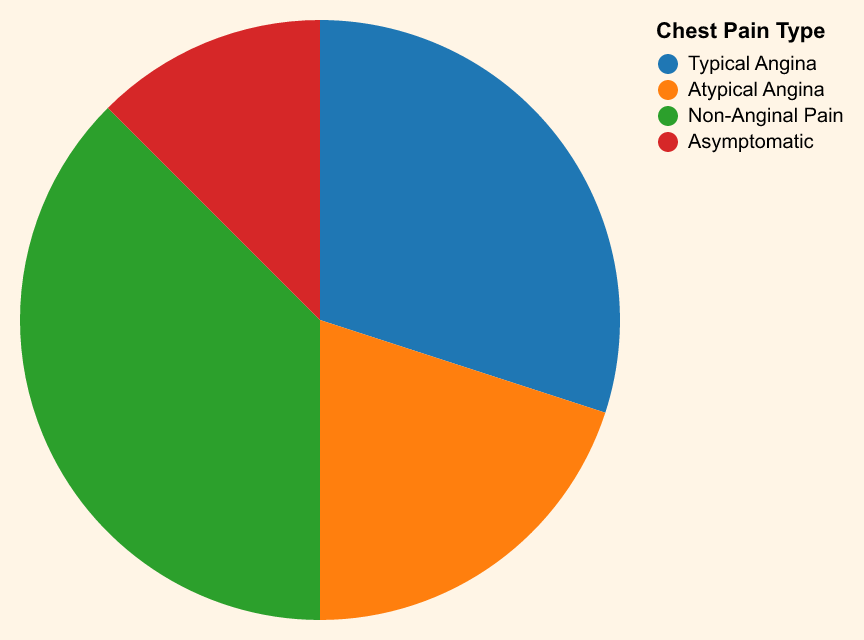 Chest Pain Type
Typical Angina
Atypical Angina
Non-Anginal Pain
Asymptomatic